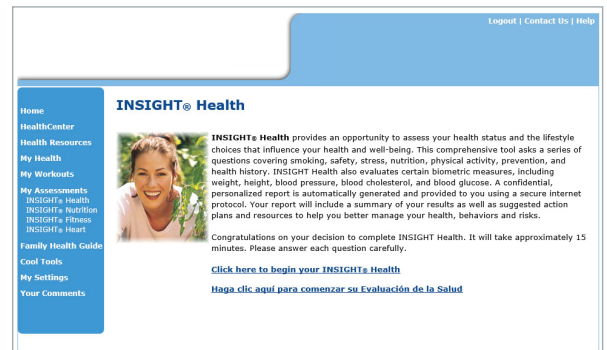 Logout | Contact Us | Help
Home
HealthCenter
Health Resources
My Health
My Workouts
My Assessments
INSIGHT® Health
INSIGHT® Nutrition
INSIGHT® Fitness
INSIGHT® Heart
Family Health Guide
Cool Tools
My Settings
Your Comments
INSIGHT® Health
INSIGHT® Health provides an opportunity to assess your health status and the lifestyle
choices that influence your health and well-being. This comprehensive tool asks a series of
questions covering smoking, safety, stress, nutrition, physical activity, prevention, and
health history. INSIGHT Health also evaluates certain biometric measures, including
weight, height, blood pressure, blood cholesterol, and blood glucose. A confidential,
personalized report is automatically generated and provided to you using a secure internet
protocol. Your report will include a summary of your results as well as suggested action
plans and resources to help you better manage your health, behaviors and risks.
Congratulations on your decision to complete INSIGHT Health. It will take approximately 15
minutes. Please answer each question carefully.
Click here to begin your INSIGHT® Health
Haga clic aquí para comenzar su Evaluación de la Salud